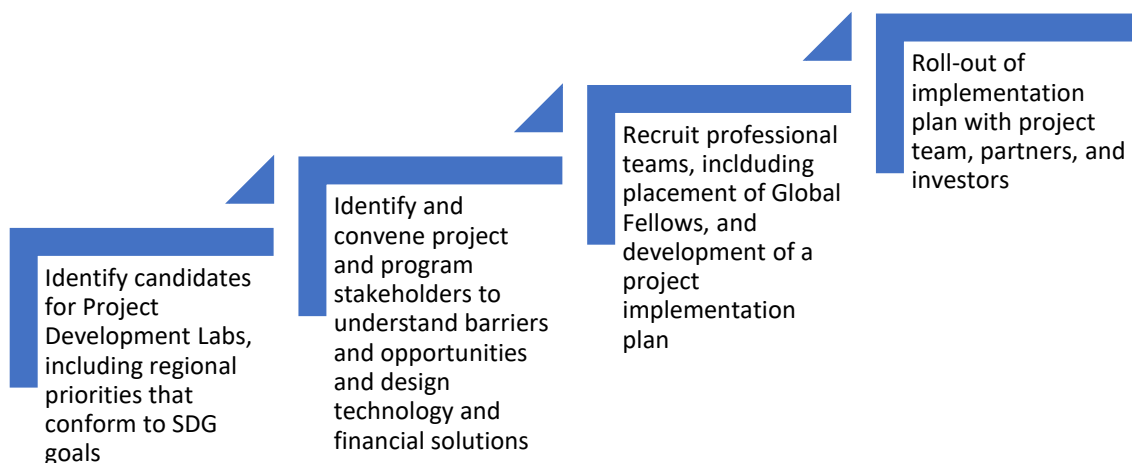 Identify candidates
for Project
Development Labs,
including regional
priorities that
conform to SDG
goals
Identify and
convene project
and program
stakeholders to
understand barriers
and opportunities
and design
technology and
financial solutions
Recruit professional
teams, inclduding
placement of Global
Fellows, and
development of a
project
implementation
plan
Roll-out of
implementation
plan with project
team, partners, and
investors